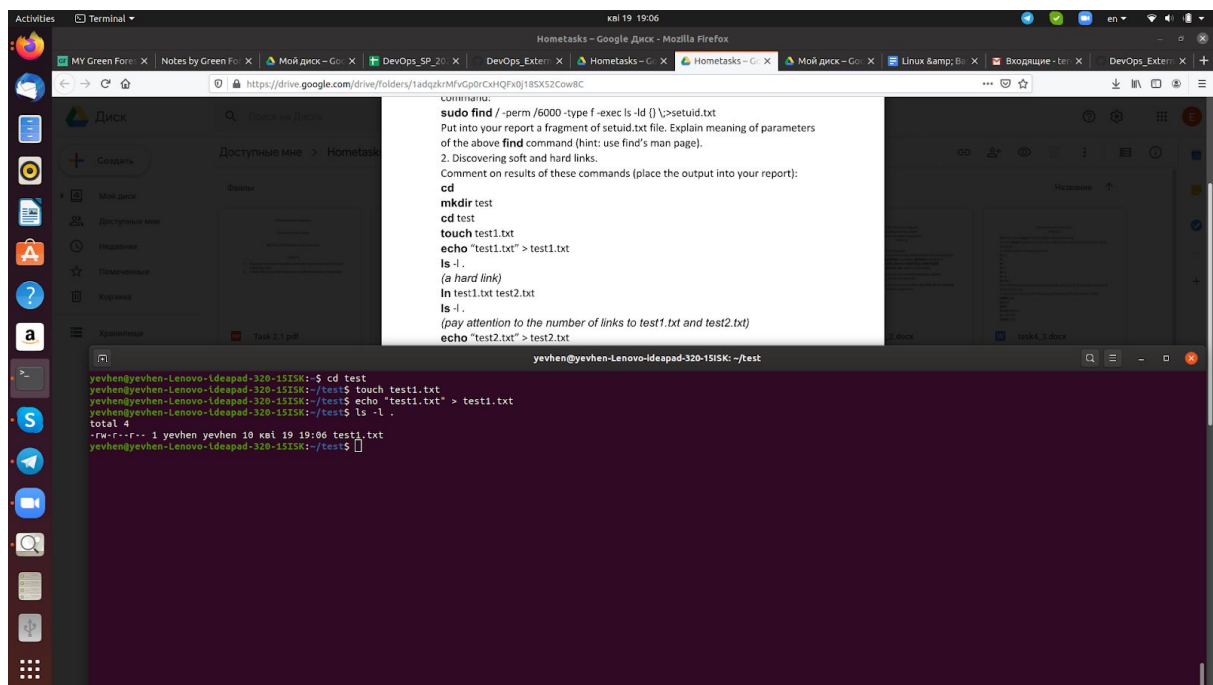 Activities Terminal
кві 19 19:06
en
Hometasks – Google Диск - Mozilla Firefox
MY Green Fores
Notes by Green For
Мой диск – Goo
DevOps_SP_20
DevOps_Extern
Hometasks – Go
Hometasks – Go
Мой диск – Goo
Linux &amp; Ba
Входящие - ter
DevOps_Extern
https://drive.google.com/drive/folders/1adqzkrMfvGp0rCxHQFx0j18SX52Cow8C
command:
sudo find / -perm /6000 -type f -exec ls -ld {} \;>setuid.txt
Put into your report a fragment of setuid.txt file. Explain meaning of parameters
of the above find command (hint: use find's man page).
2. Discovering soft and hard links.
Comment on results of these commands (place the output into your report):
cd
mkdir test
cd test
touch test1.txt
echo “test1.txt” > test1.txt
ls -l .
(a hard link)
ln test1.txt test2.txt
ls -l .
(pay attention to the number of links to test1.txt and test2.txt)
echo “test2.txt” > test2.txt
Диск
Создать
Мой диск
Доступные мне
Недавние
Помеченные
Корзина
Хранилище
Доступные мне > Hometask
Файлы
Название
Task 2.1 pdf
task4_3.docx
yevhen@yevhen-Lenovo-ideapad-320-15ISK: ~/test
yevhen@yevhen-Lenovo-ideapad-320-15ISK:~$ cd test
yevhen@yevhen-Lenovo-ideapad-320-15ISK:~/test$ touch test1.txt
yevhen@yevhen-Lenovo-ideapad-320-15ISK:~/test$ echo "test1.txt" > test1.txt
yevhen@yevhen-Lenovo-ideapad-320-15ISK:~/test$ ls -l .
total 4
-rw-r--r-- 1 yevhen yevhen 10 кві 19 19:06 test1.txt
yevhen@yevhen-Lenovo-ideapad-320-15ISK:~/test$